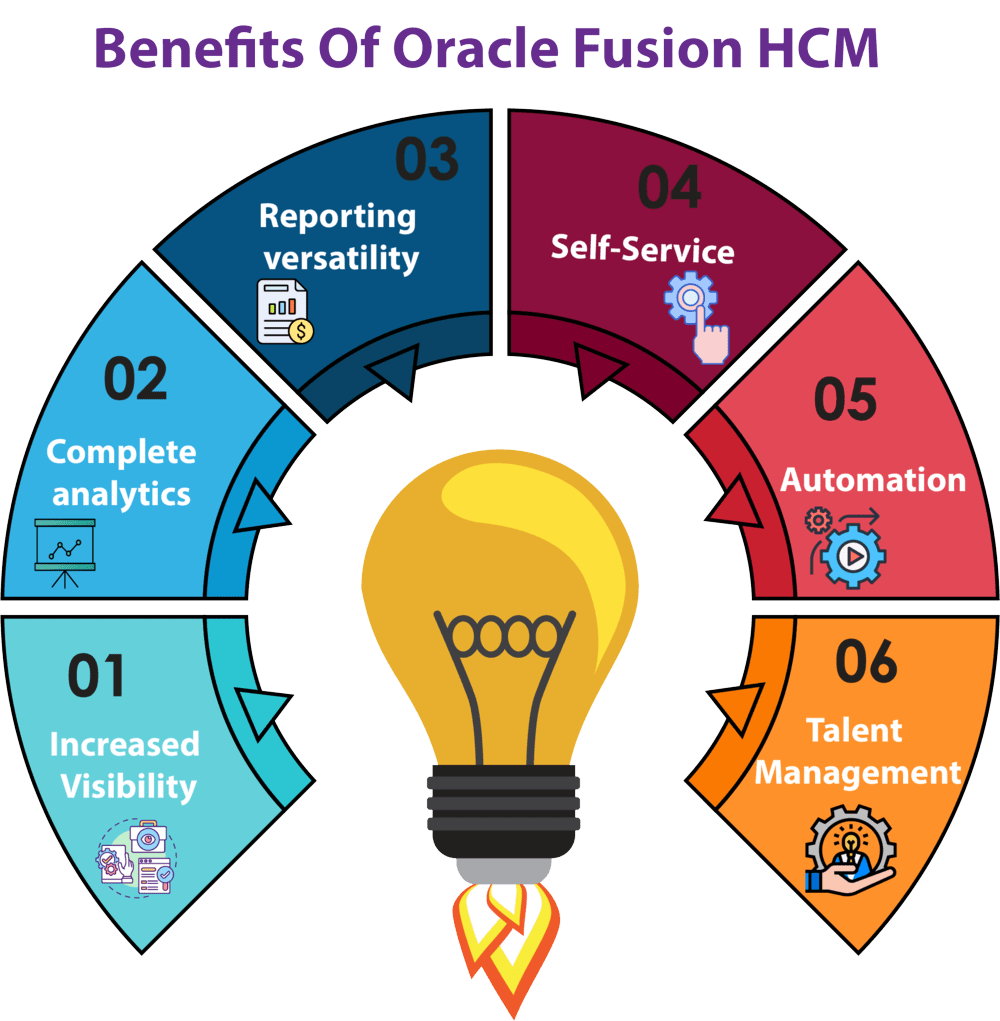 Benefits Of Oracle Fusion HCM
01
Increased
Visibility
02
Complete
analytics
03
Reporting
versatility
$
04
Self-Service
05
Automation
06
Talent
Management